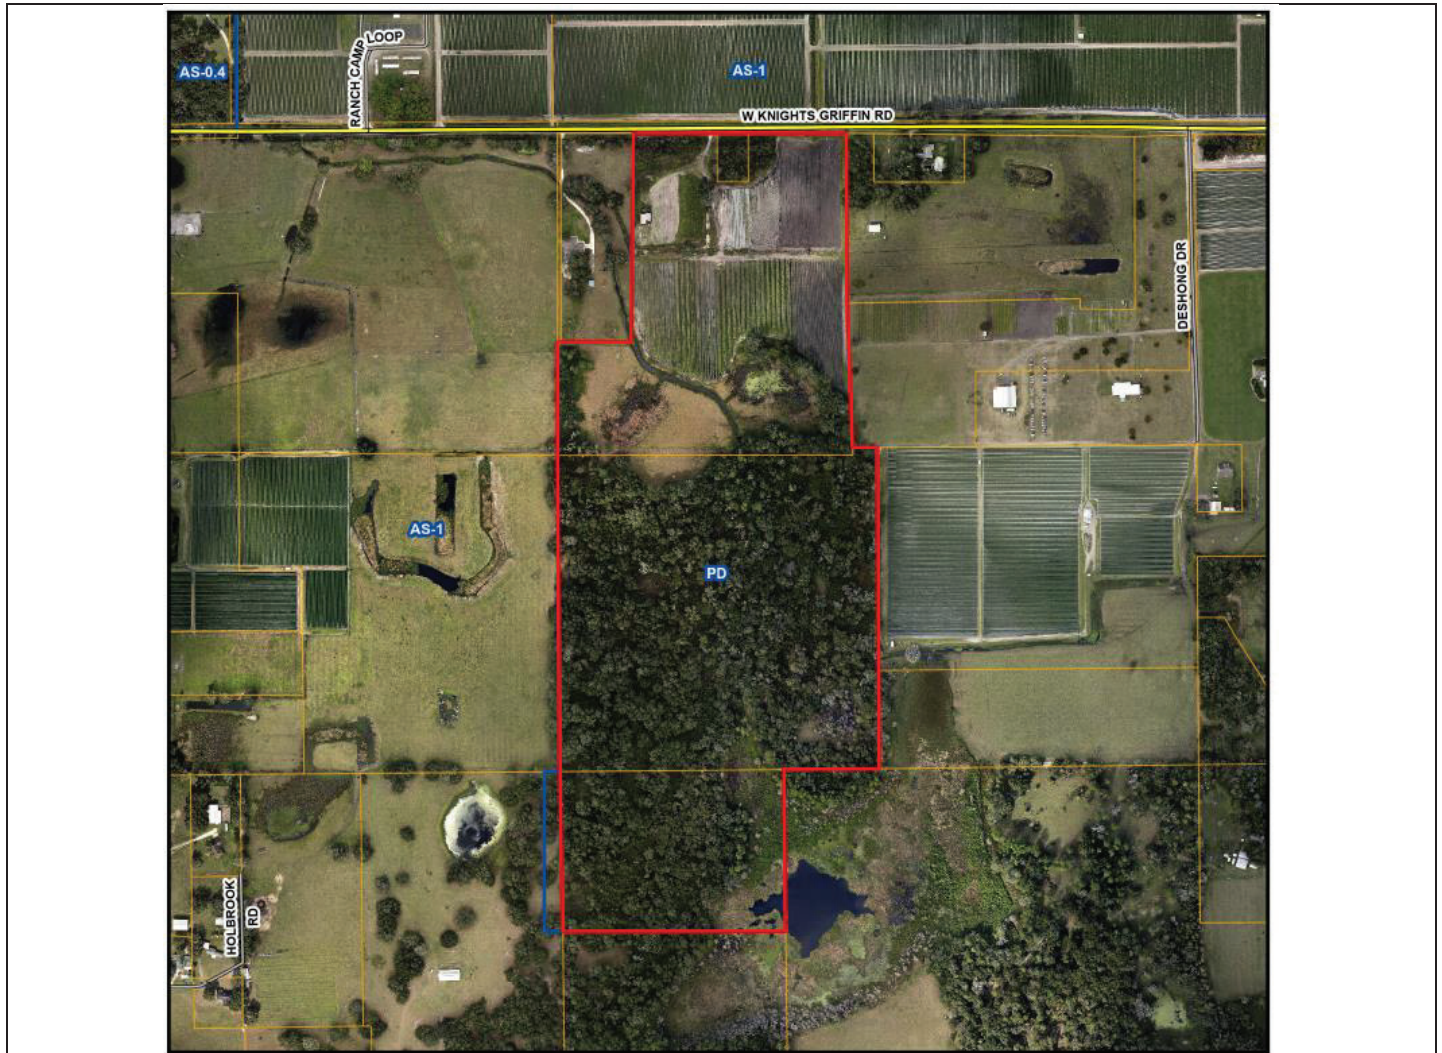 RANCH CAMP LOOP
AS-0.4
AS-1
W KNIGHTS GRIFFIN RD
DESHONG DR
AS-1
PD
HOLBROOK
RD